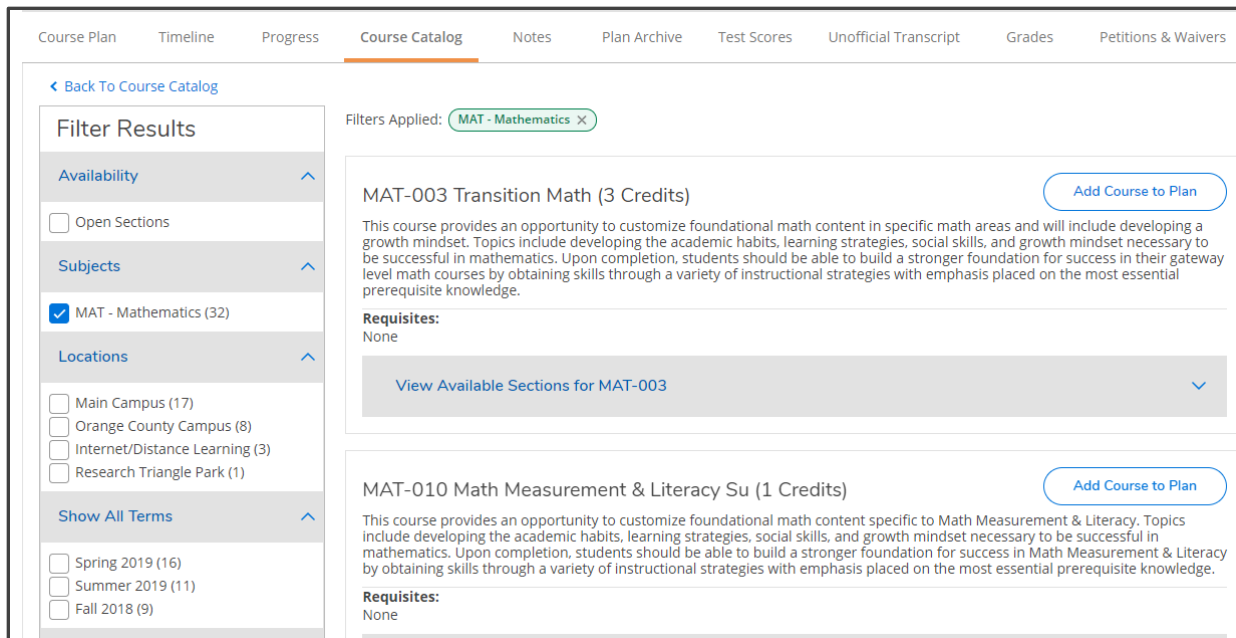 Course Plan Timeline Progress Course Catalog Notes Plan Archive Test Scores Unofficial Transcript Grades Petitions & Waivers
Back To Course Catalog
Filter Results
Availability
Open Sections
Subjects
MAT - Mathematics (32)
Locations
Main Campus (17)
Orange County Campus (8)
Internet/Distance Learning (3)
Research Triangle Park (1)
Show All Terms
Spring 2019 (16)
Summer 2019 (11)
Fall 2018 (9)
Filters Applied: MAT - Mathematics
MAT-003 Transition Math (3 Credits)
Add Course to Plan
This course provides an opportunity to customize foundational math content in specific math areas and will include developing a
growth mindset. Topics include developing the academic habits, learning strategies, social skills, and growth mindset necessary to
be successful in mathematics. Upon completion, students should be able to build a stronger foundation for success in their gateway
level math courses by obtaining skills through a variety of instructional strategies with emphasis placed on the most essential
prerequisite knowledge.
Requisites:
None
View Available Sections for MAT-003
MAT-010 Math Measurement & Literacy Su (1 Credits)
Add Course to Plan
This course provides an opportunity to customize foundational math content specific to Math Measurement & Literacy. Topics
include developing the academic habits, learning strategies, social skills, and growth mindset necessary to be successful in
mathematics. Upon completion, students should be able to build a stronger foundation for success in Math Measurement & Literacy
by obtaining skills through a variety of instructional strategies with emphasis placed on the most essential prerequisite knowledge.
Requisites:
None